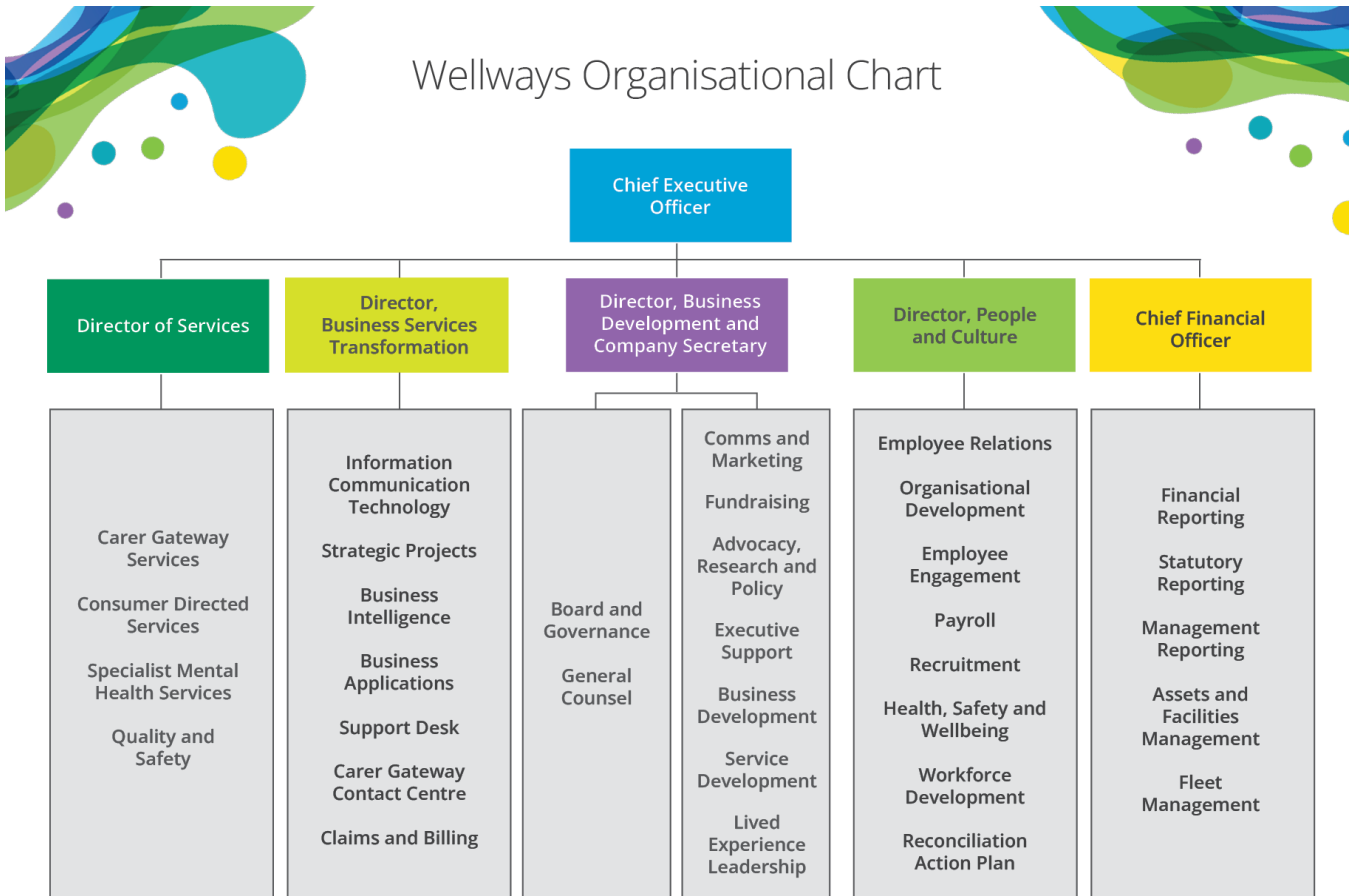 Wellways Organisational Chart
Chief Executive
Officer
Director of Services
Director,
Business Services
Transformation
Director, Business
Development and
Company Secretary
Director, People
and Culture
Chief Financial
Officer
Carer Gateway
Services
Consumer Directed
Services
Specialist Mental
Health Services
Quality and
Safety
Information
Communication
Technology
Strategic Projects
Business
Intelligence
Business
Applications
Support Desk
Carer Gateway
Contact Centre
Claims and Billing
Board and
Governance
General
Counsel
Comms and
Marketing
Fundraising
Advocacy,
Research and
Policy
Executive
Support
Business
Development
Service
Development
Lived
Experience
Leadership
Employee Relations
Organisational
Development
Employee
Engagement
Payroll
Recruitment
Health, Safety and
Wellbeing
Workforce
Development
Reconciliation
Action Plan
Financial
Reporting
Statutory
Reporting
Management
Reporting
Assets and
Facilities
Management
Fleet
Management